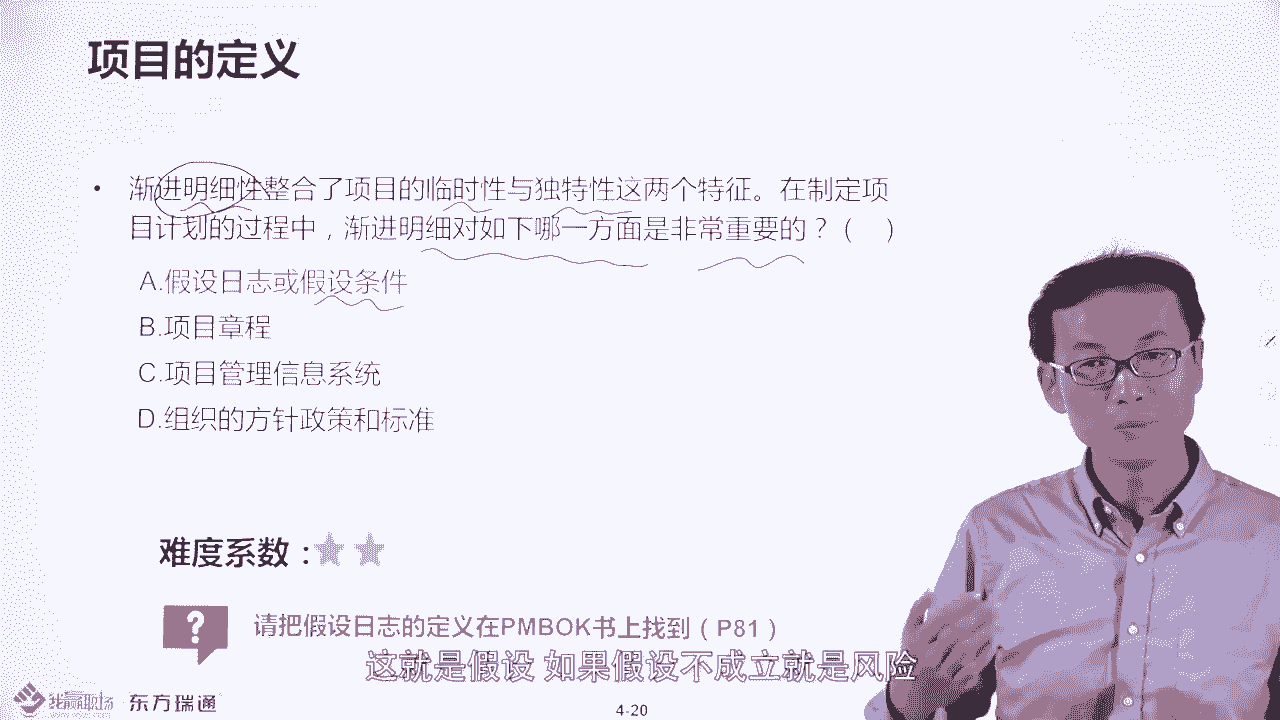 项目的定义
• 渐进明细性整合了项目的临时性与独特性这两个特征。在制定项
目计划的过程中，渐进明细对如下哪一方面是非常重要的？（ ）
A.假设日志或假设条件
B.项目章程
C.项目管理信息系统
D.组织的方针政策和标准
难度系数：
?
请把假设日志的定义在PMBOK书上找到（P81）
这就是假设 如果假设不成立就是风险
东方瑞通
4-20